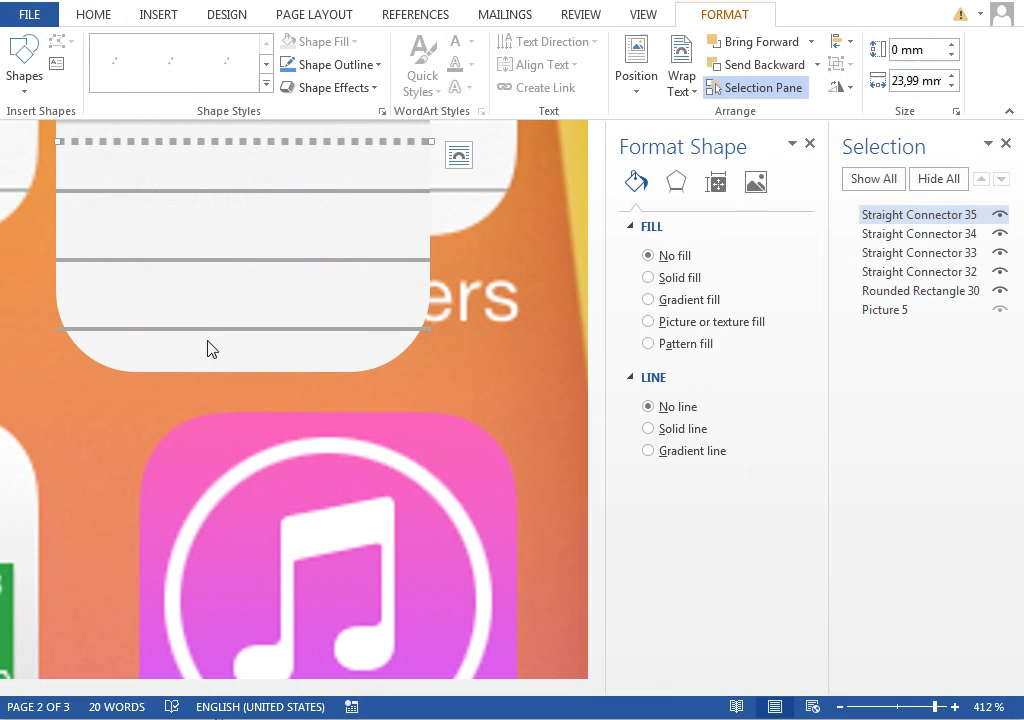 FILE HOME INSERT DESIGN PAGE LAYOUT REFERENCES MAILINGS REVIEW VIEW FORMAT
Shapes
Insert Shapes
Shape Fill
Shape Outline
Shape Effects
Shape Styles
Quick
Styles
A
A
A
WordArt Styles
Text Direction
Align Text
Create Link
Text
Position
Wrap
Text
Bring Forward
Send Backward
Selection Pane
Arrange
0 mm
23,99 mm
Size
ers
Format Shape
FILL
No fill
Solid fill
Gradient fill
Picture or texture fill
Pattern fill
LINE
No line
Solid line
Gradient line
Selection
Show All Hide All
Straight Connector 35
Straight Connector 34
Straight Connector 33
Straight Connector 32
Rounded Rectangle 30
Picture 5
PAGE 2 OF 3 20 WORDS ENGLISH (UNITED STATES) 412 %